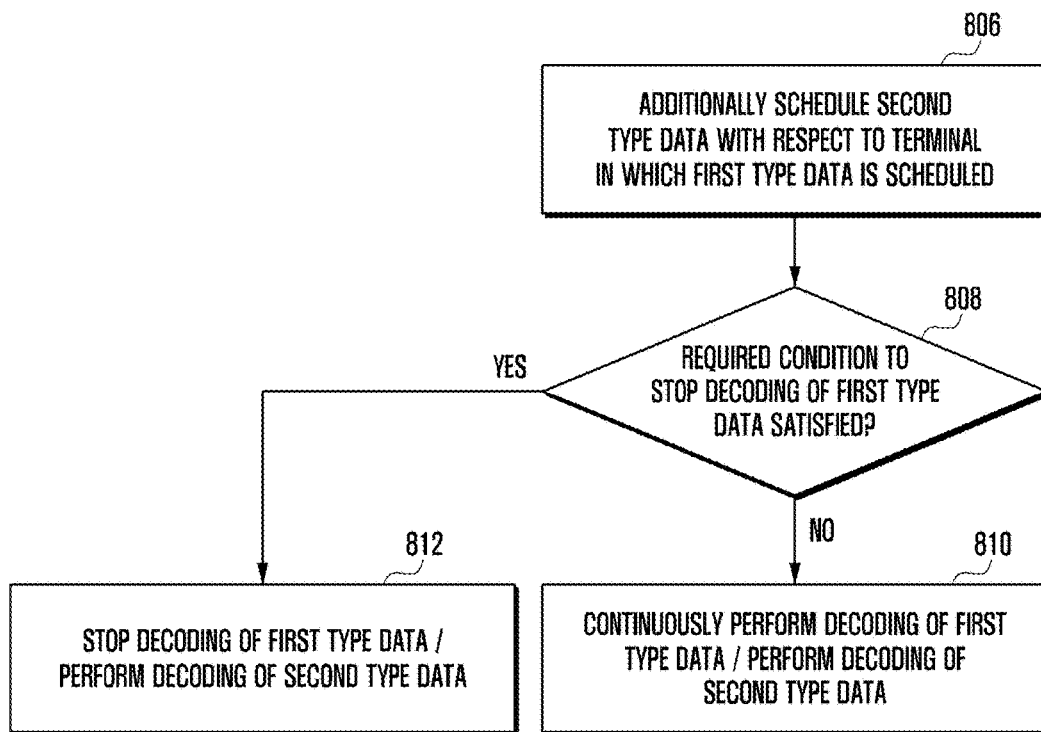 806
ADDITIONALLY SCHEDULE SECOND
TYPE DATA WITH RESPECT TO TERMINAL
IN WHICH FIRST TYPE DATA IS SCHEDULED
808
REQUIRED CONDITION TO
STOP DECODING OF FIRST TYPE
DATA SATISFIED?
YES
NO
812
STOP DECODING OF FIRST TYPE DATA /
PERFORM DECODING OF SECOND TYPE DATA
810
CONTINUOUSLY PERFORM DECODING OF FIRST
TYPE DATA / PERFORM DECODING OF
SECOND TYPE DATA